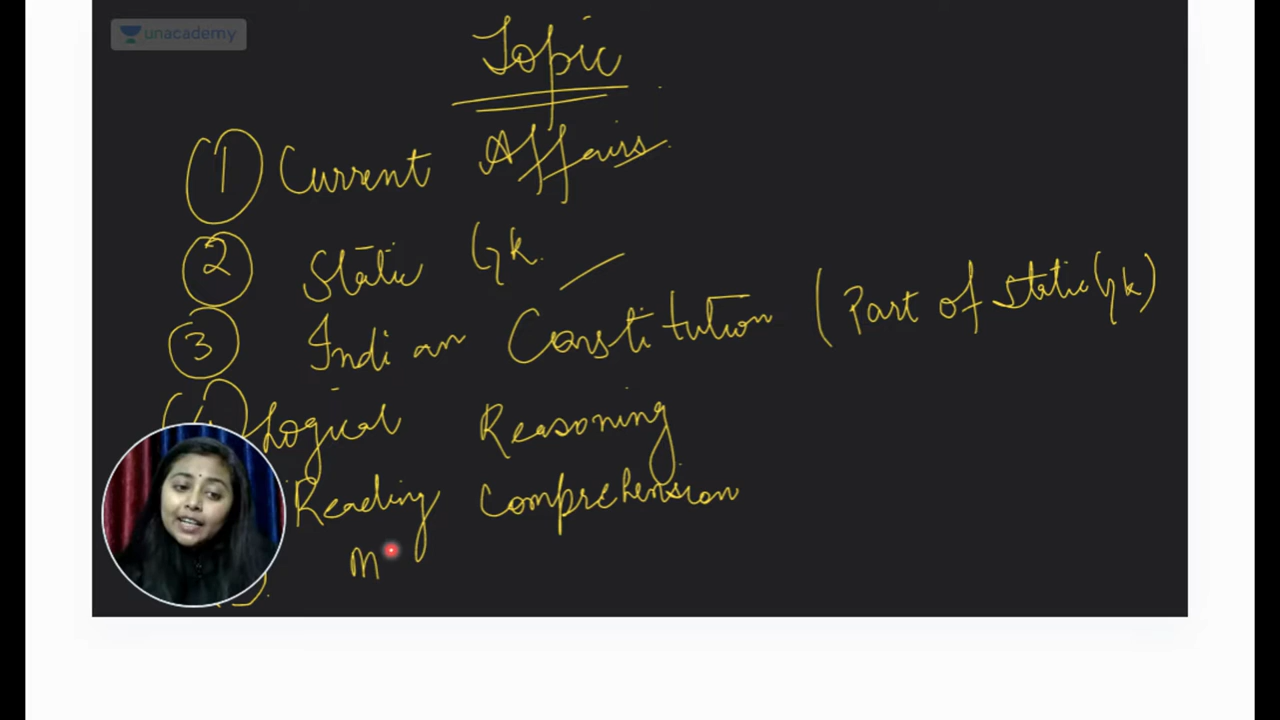 unacademy
Topic
1 Current Affairs
2 Static Gk.
3 Indian Constitution (Part of Static Gk)
4 Logical Reasoning
Reading Comprehension
M